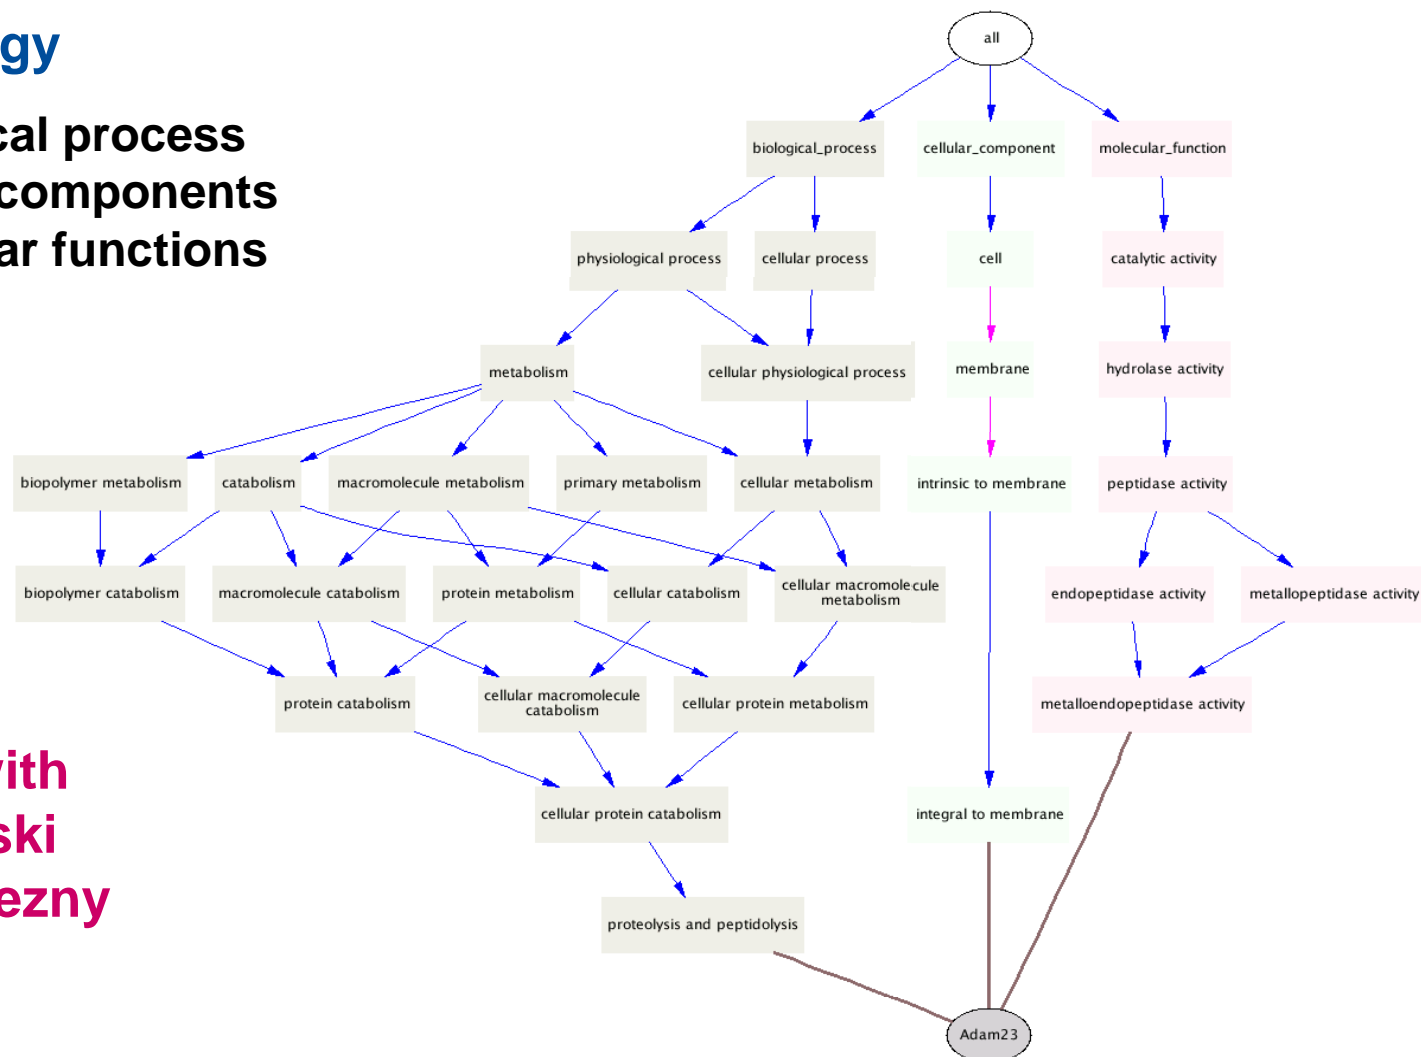 gy
cal process
components
ar functions
with
ski
ezny
all
biological_process
cellular_component
molecular_function
physiological process
cellular process
cell
catalytic activity
metabolism
cellular physiological process
membrane
hydrolase activity
biopolymer metabolism
catabolism
macromolecule metabolism
primary metabolism
cellular metabolism
intrinsic to membrane
peptidase activity
biopolymer catabolism
macromolecule catabolism
protein metabolism
cellular catabolism
cellular macromolecule
metabolism
endopeptidase activity
metallopeptidase activity
protein catabolism
cellular macromolecule
catabolism
cellular protein metabolism
metalloendopeptidase activity
cellular protein catabolism
integral to membrane
proteolysis and peptidolysis
Adam23